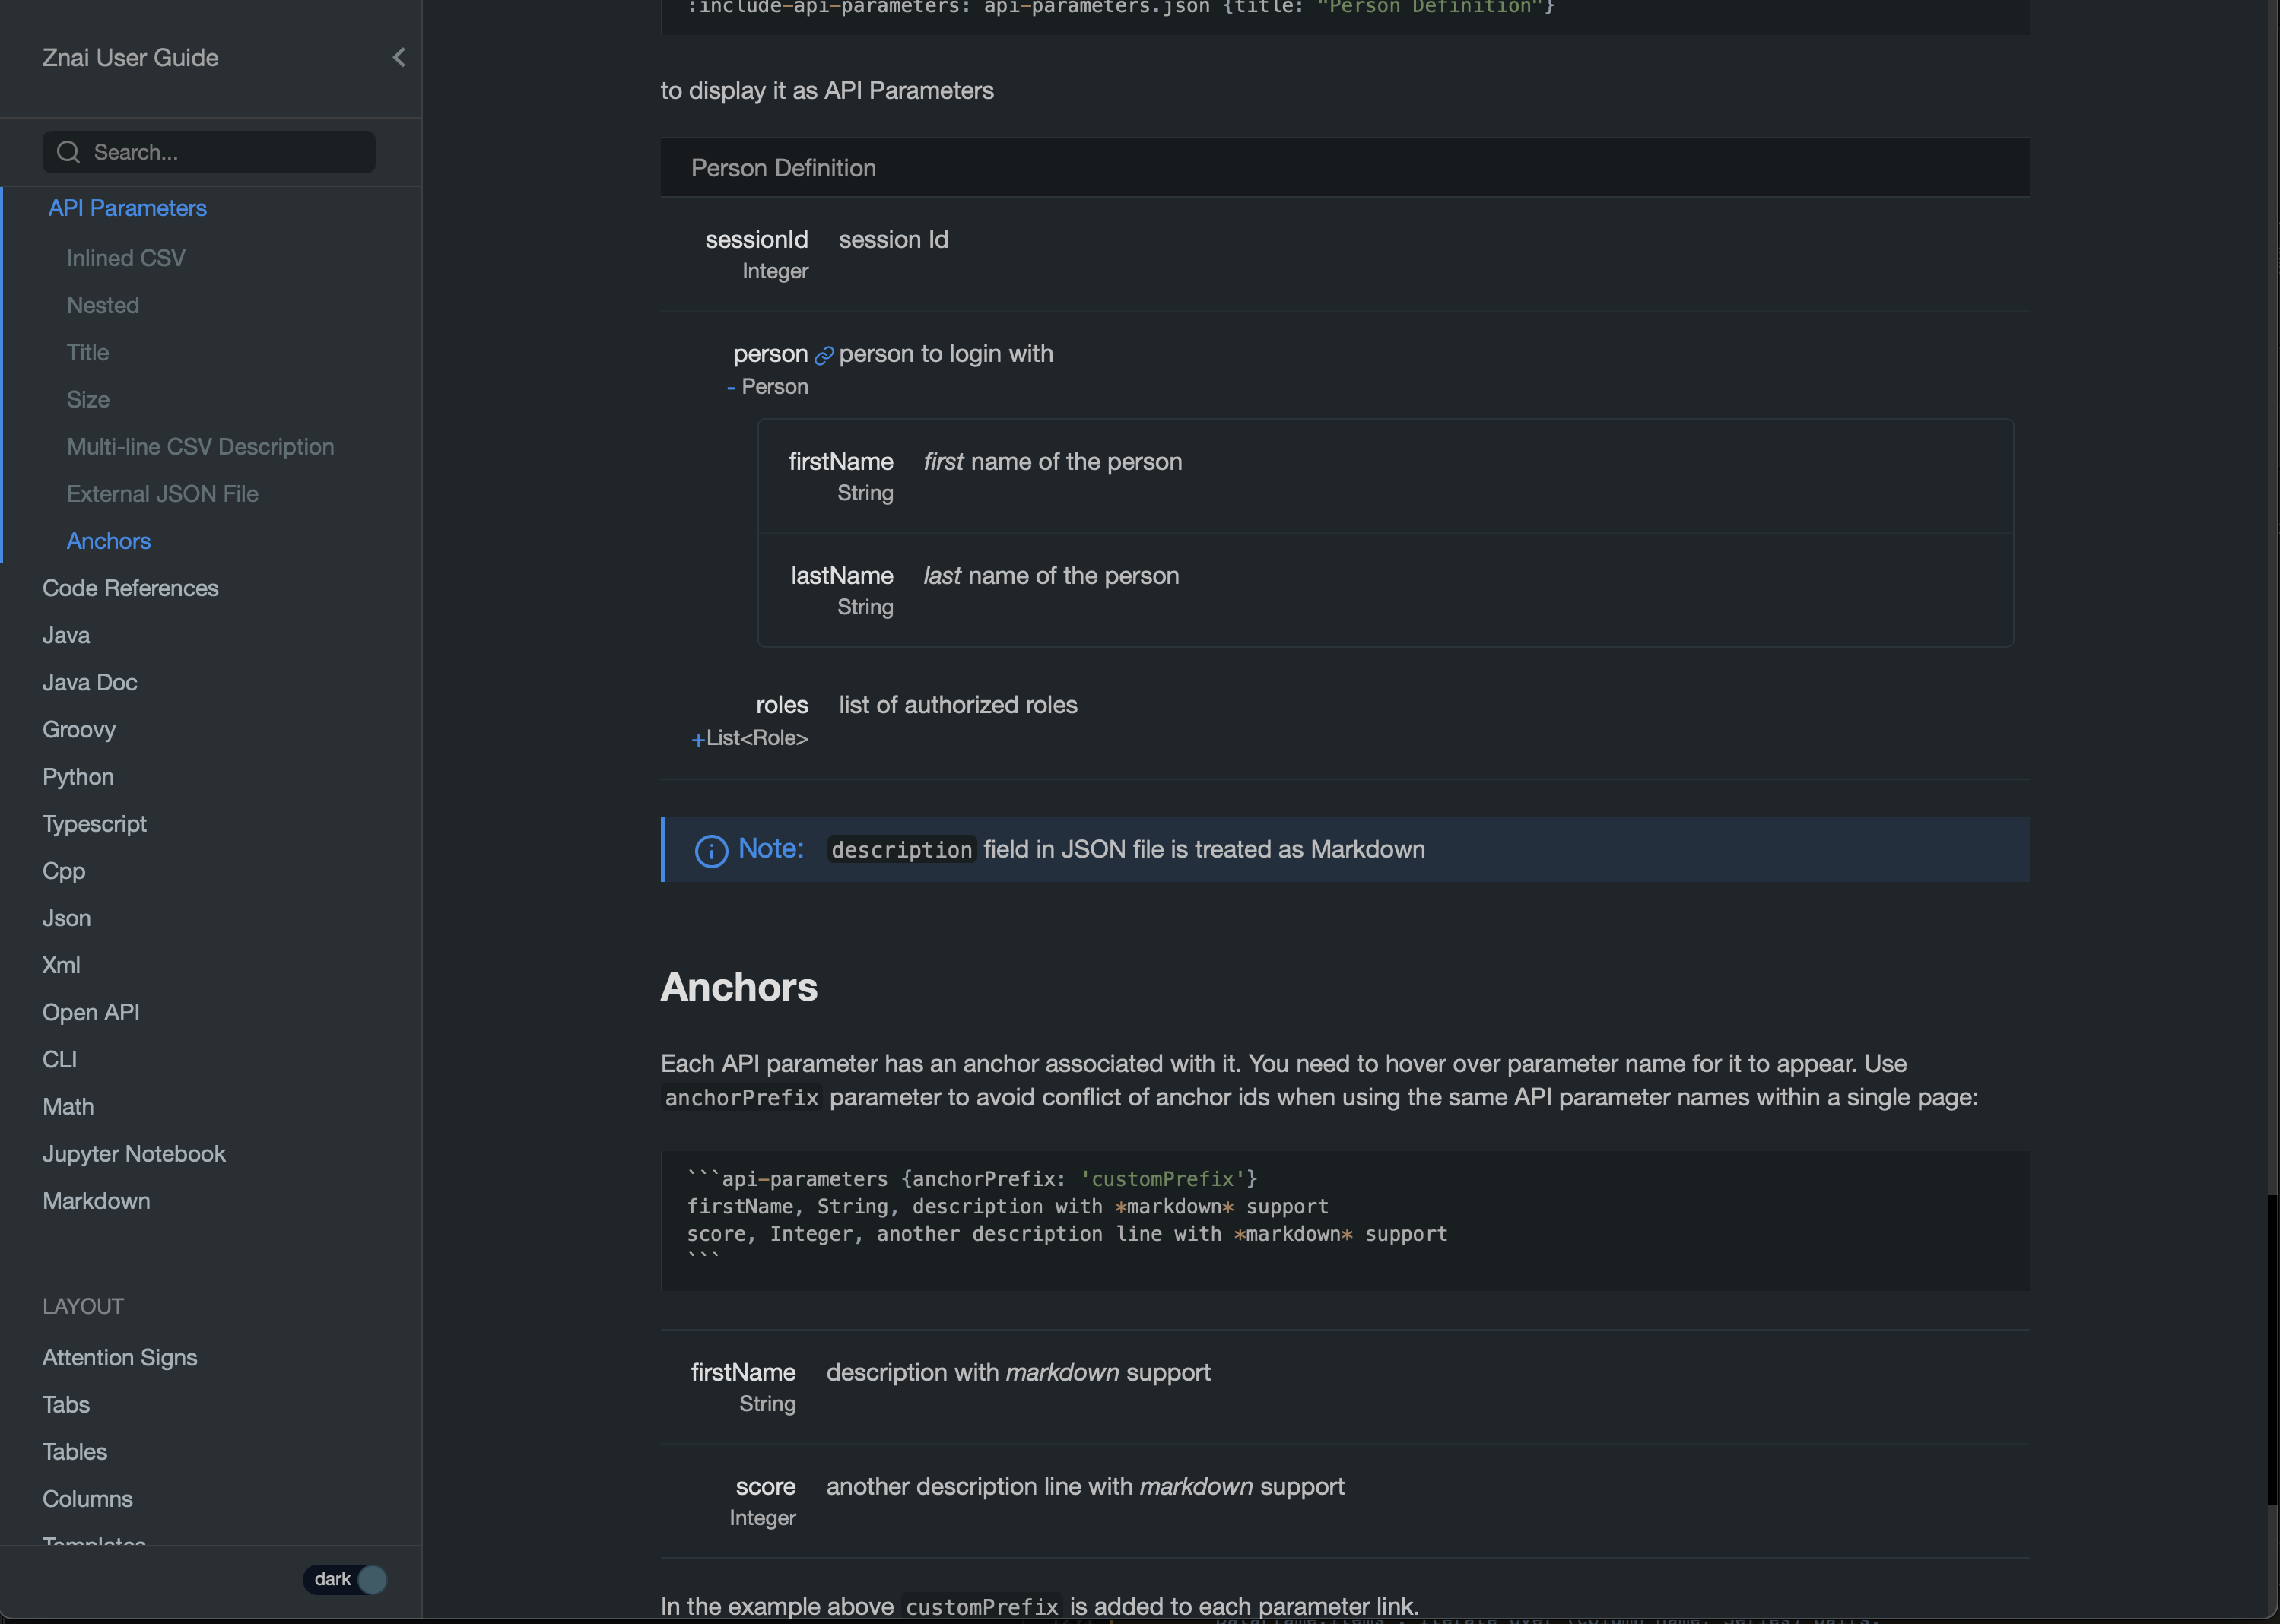 Znai User Guide
Search...
API Parameters
Inlined CSV
Nested
Title
Size
Multi-line CSV Description
External JSON File
Anchors
Code References
Java
Java Doc
Groovy
Python
Typescript
Cpp
Json
Xml
Open API
CLI
Math
Jupyter Notebook
Markdown
LAYOUT
Attention Signs
Tabs
Tables
Columns
Templates
dark
:include-api-parameters: api-parameters.json {title: "Person Definition"}
to display it as API Parameters
Person Definition
sessionId session Id
Integer
person person to login with
- Person
firstName first name of the person
String
lastName last name of the person
String
roles list of authorized roles
+List<Role>
Note: description field in JSON file is treated as Markdown
Anchors
Each API parameter has an anchor associated with it. You need to hover over parameter name for it to appear. Use
anchorPrefix parameter to avoid conflict of anchor ids when using the same API parameter names within a single page:
```api-parameters {anchorPrefix: 'customPrefix'}
firstName, String, description with *markdown* support
score, Integer, another description line with *markdown* support
```
firstName description with markdown support
String
score another description line with markdown support
Integer
In the example above customPrefix is added to each parameter link.